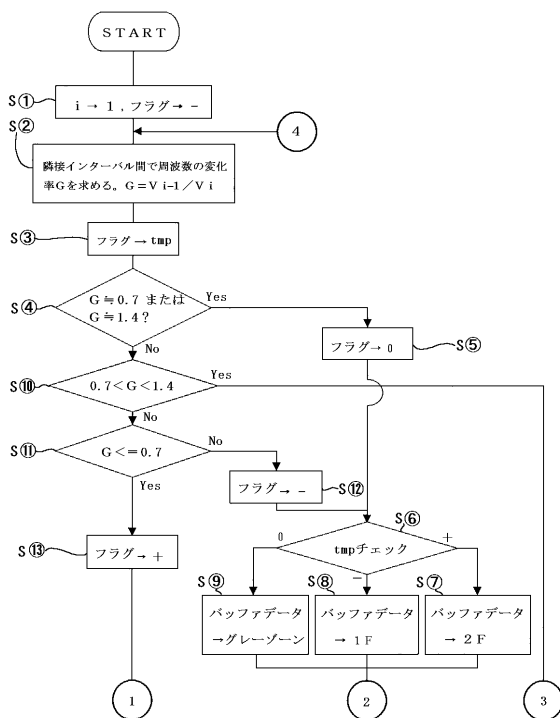 START
S①
i → 1 , フラグ→ -
S②
4
隣接インターバル間で周波数の変化
率Gを求める。G=V i-1/V i
S③
フラグ→tmp
S④
G≒0.7 または
G≒1.4?
Yes
No
S⑤
フラグ→ 0
S⑩
0.7<G<1.4
Yes
No
S⑪
G<=0.7
No
Yes
S⑫
フラグ→ -
S⑬
フラグ→ +
S⑥
tmpチェック
0
-
+
S⑨
バッファデータ
→グレーゾーン
S⑧
バッファデータ
→ 1F
S⑦
バッファデータ
→ 2F
1
2
3